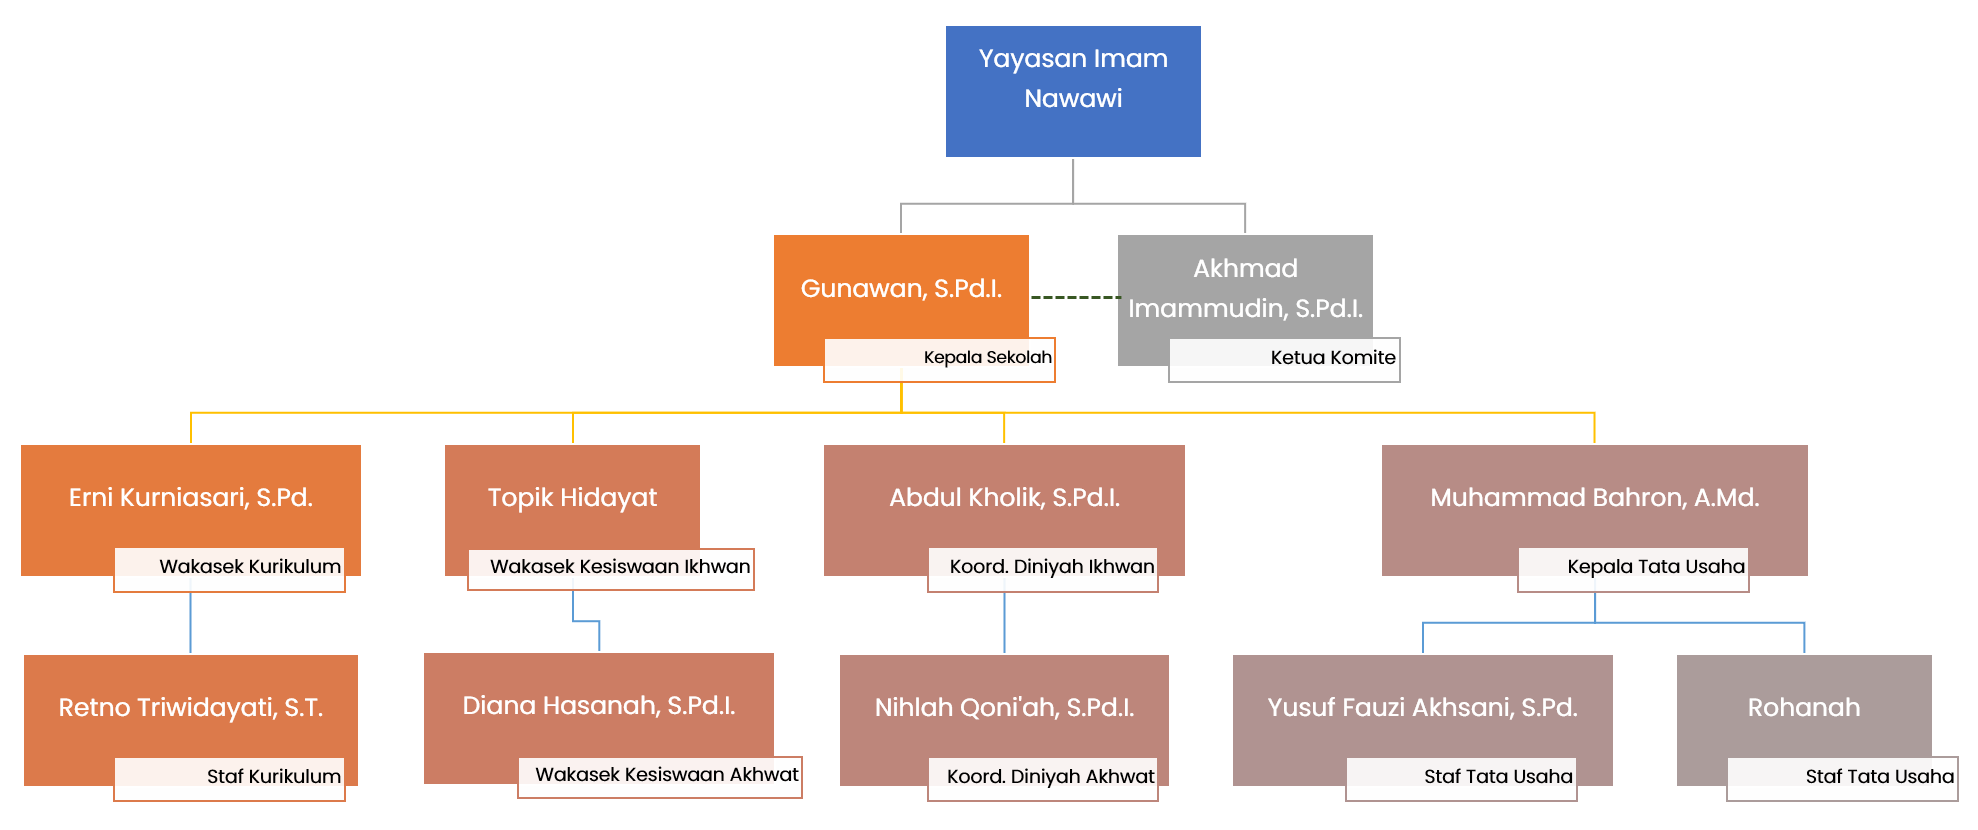 Yayasan Imam
Nawawi
Gunawan, S.Pd.I.
Kepala Sekolah
Akhmad
Imammudin, S.Pd.I.
Ketua Komite
Erni Kurniasari, S.Pd.
Wakasek Kurikulum
Topik Hidayat
Wakasek Kesiswaan Ikhwan
Abdul Kholik, S.Pd.I.
Koord. Diniyah Ikhwan
Muhammad Bahron, A.Md.
Kepala Tata Usaha
Retno Triwidayati, S.T.
Staf Kurikulum
Diana Hasanah, S.Pd.I.
Wakasek Kesiswaan Akhwat
Nihlah Qoni'ah, S.Pd.I.
Koord. Diniyah Akhwat
Yusuf Fauzi Akhsani, S.Pd.
Staf Tata Usaha
Rohanah
Staf Tata Usaha